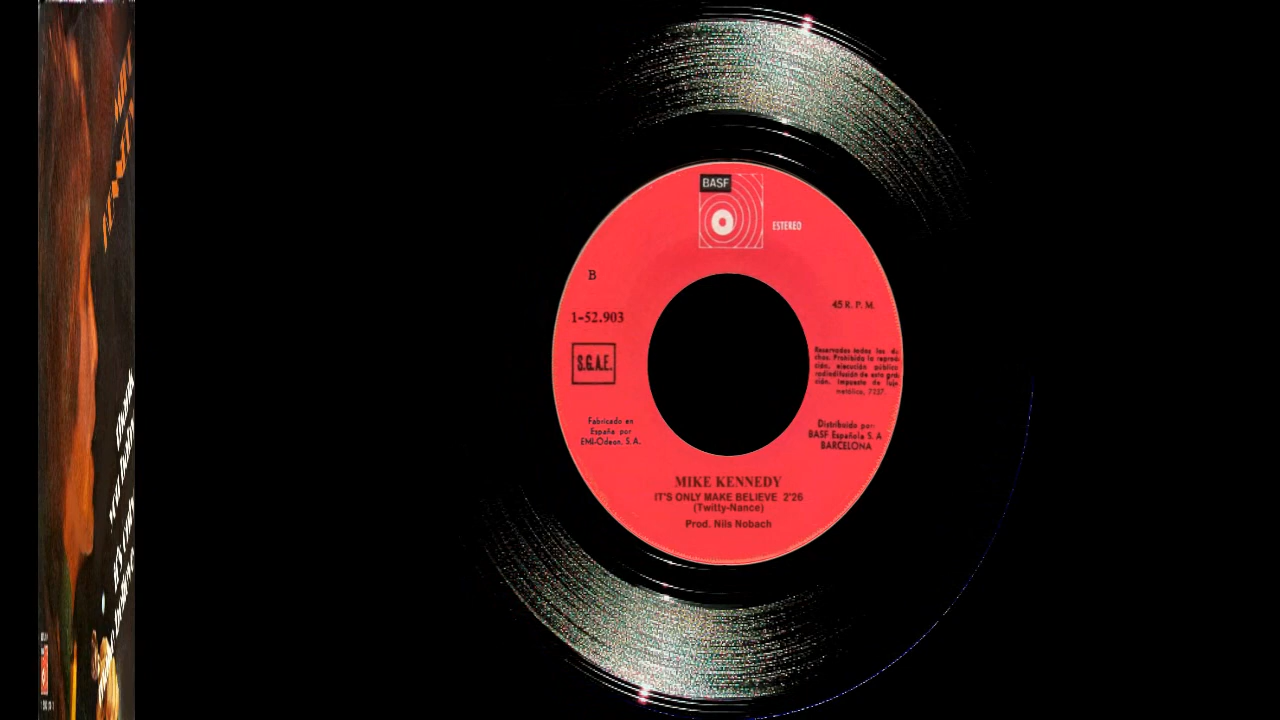 BASF
ESTEREO
B
45 R. P. M.
1-52.903
S.G.A.E.
Reservados todos los de-
chos. Prohibida la reprod-
ción, ejecución pública
radiodifusión de esta gra-
ción. Impuesto de lujo
metálico, 7237.
Fabricado en
España por
EMI-Odeon, S. A.
Distribuido por:
BASF Española S. A
BARCELONA
MIKE KENNEDY
IT'S ONLY MAKE BELIEVE 2'26
(Twitty-Nance)
Prod. Nils Nobach